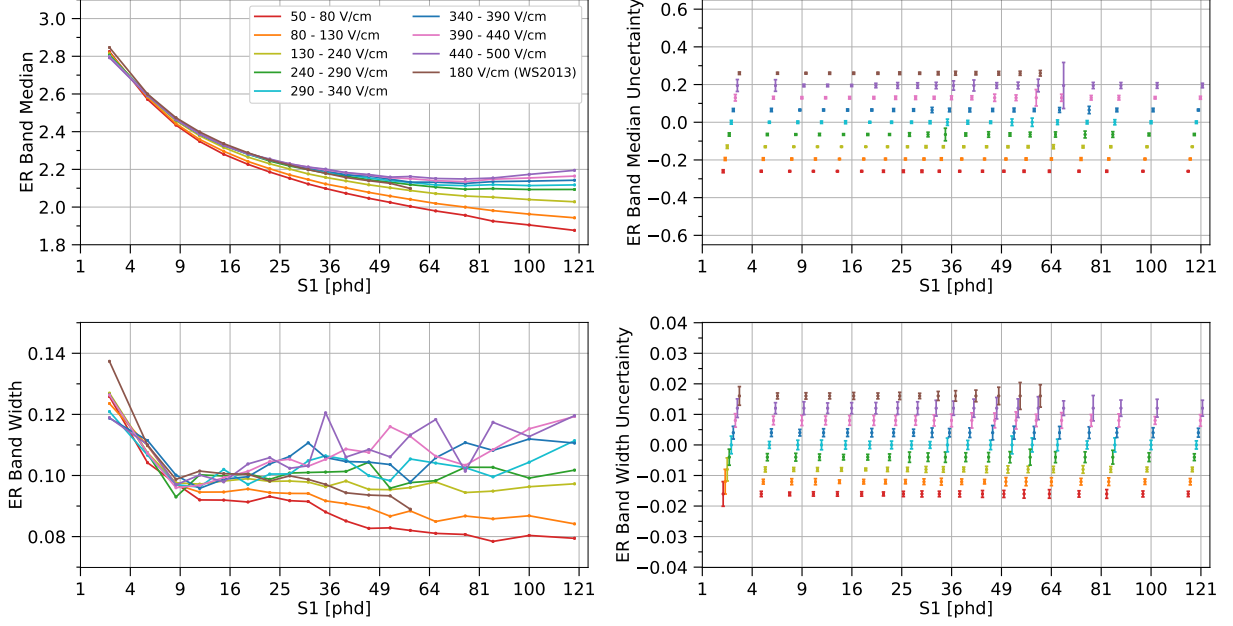 ER Band Median
3.0
2.8
2.6
2.4
2.2
2.0
1.8
50 - 80 V/cm
80 - 130 V/cm
130 - 240 V/cm
240 - 290 V/cm
290 - 340 V/cm
340 - 390 V/cm
390 - 440 V/cm
440 - 500 V/cm
180 V/cm (WS2013)
1 4 9 16 25 36 49 64 81 100 121
S1 [phd]
ER Band Median Uncertainty
0.6
0.4
0.2
0.0
−0.2
−0.4
−0.6
1 4 9 16 25 36 49 64 81 100 121
S1 [phd]
ER Band Width
0.14
0.12
0.10
0.08
1 4 9 16 25 36 49 64 81 100 121
S1 [phd]
ER Band Width Uncertainty
0.04
0.03
0.02
0.01
0.00
−0.01
−0.02
−0.03
−0.04
1 4 9 16 25 36 49 64 81 100 121
S1 [phd]